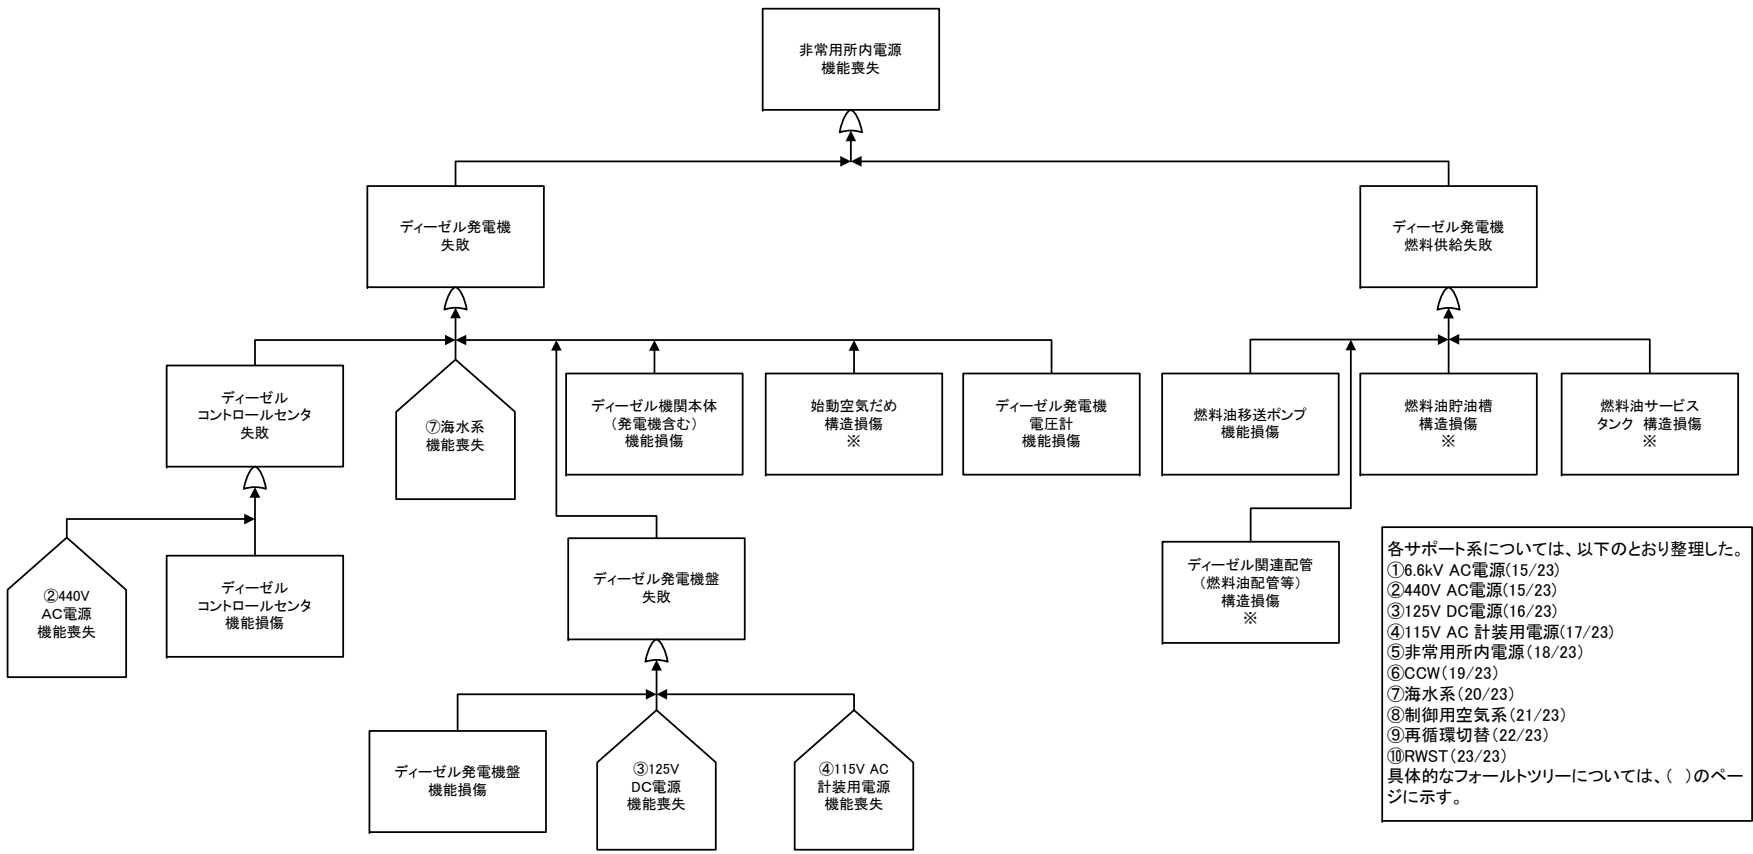 非常用所内電源
機能喪失
ディーゼル発電機
失敗
ディーゼル発電機
燃料供給失敗
ディーゼル
コントロールセンタ
失敗
⑦海水系
機能喪失
ディーゼル機関本体
（発電機含む）
機能損傷
始動空気だめ
構造損傷
※
ディーゼル発電機
電圧計
機能損傷
燃料油移送ポンプ
機能損傷
燃料油貯油槽
構造損傷
※
燃料油サービス
タンク 構造損傷
※
②440V
AC電源
機能喪失
ディーゼル
コントロールセンタ
機能損傷
ディーゼル発電機盤
失敗
ディーゼル関連配管
（燃料油配管等）
構造損傷
※
ディーゼル発電機盤
機能損傷
③125V
DC電源
機能喪失
④115V AC
計装用電源
機能喪失
各サポート系については、以下のとおり整理した。
①6.6kV AC電源(15/23)
②440V AC電源(15/23)
③125V DC電源(16/23)
④115V AC 計装用電源(17/23)
⑤非常用所内電源(18/23)
⑥CCW(19/23)
⑦海水系(20/23)
⑧制御用空気系(21/23)
⑨再循環切替(22/23)
⑩RWST(23/23)
具体的なフォールトツリーについては、（ ）のペー
ジに示す。